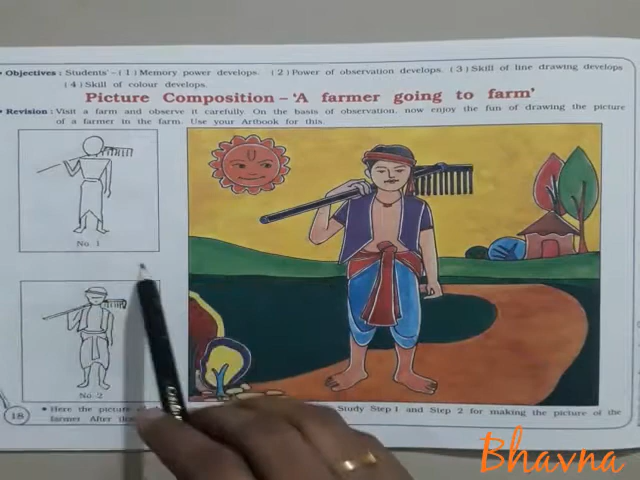 • Objectives : Students' – (1) Memory power develops. (2) Power of observation develops. (3) Skill of line drawing develops
(4) Skill of colour develops.
Picture Composition – 'A farmer going to farm'
• Revision : Visit a farm and observe it carefully. On the basis of observation, now enjoy the fun of drawing the picture
of a farmer in the farm. Use your Artbook for this.
No. 1
No. 2
18
• Here the picture Study Step 1 and Step 2 for making the picture of the
farmer. After
Bhavna